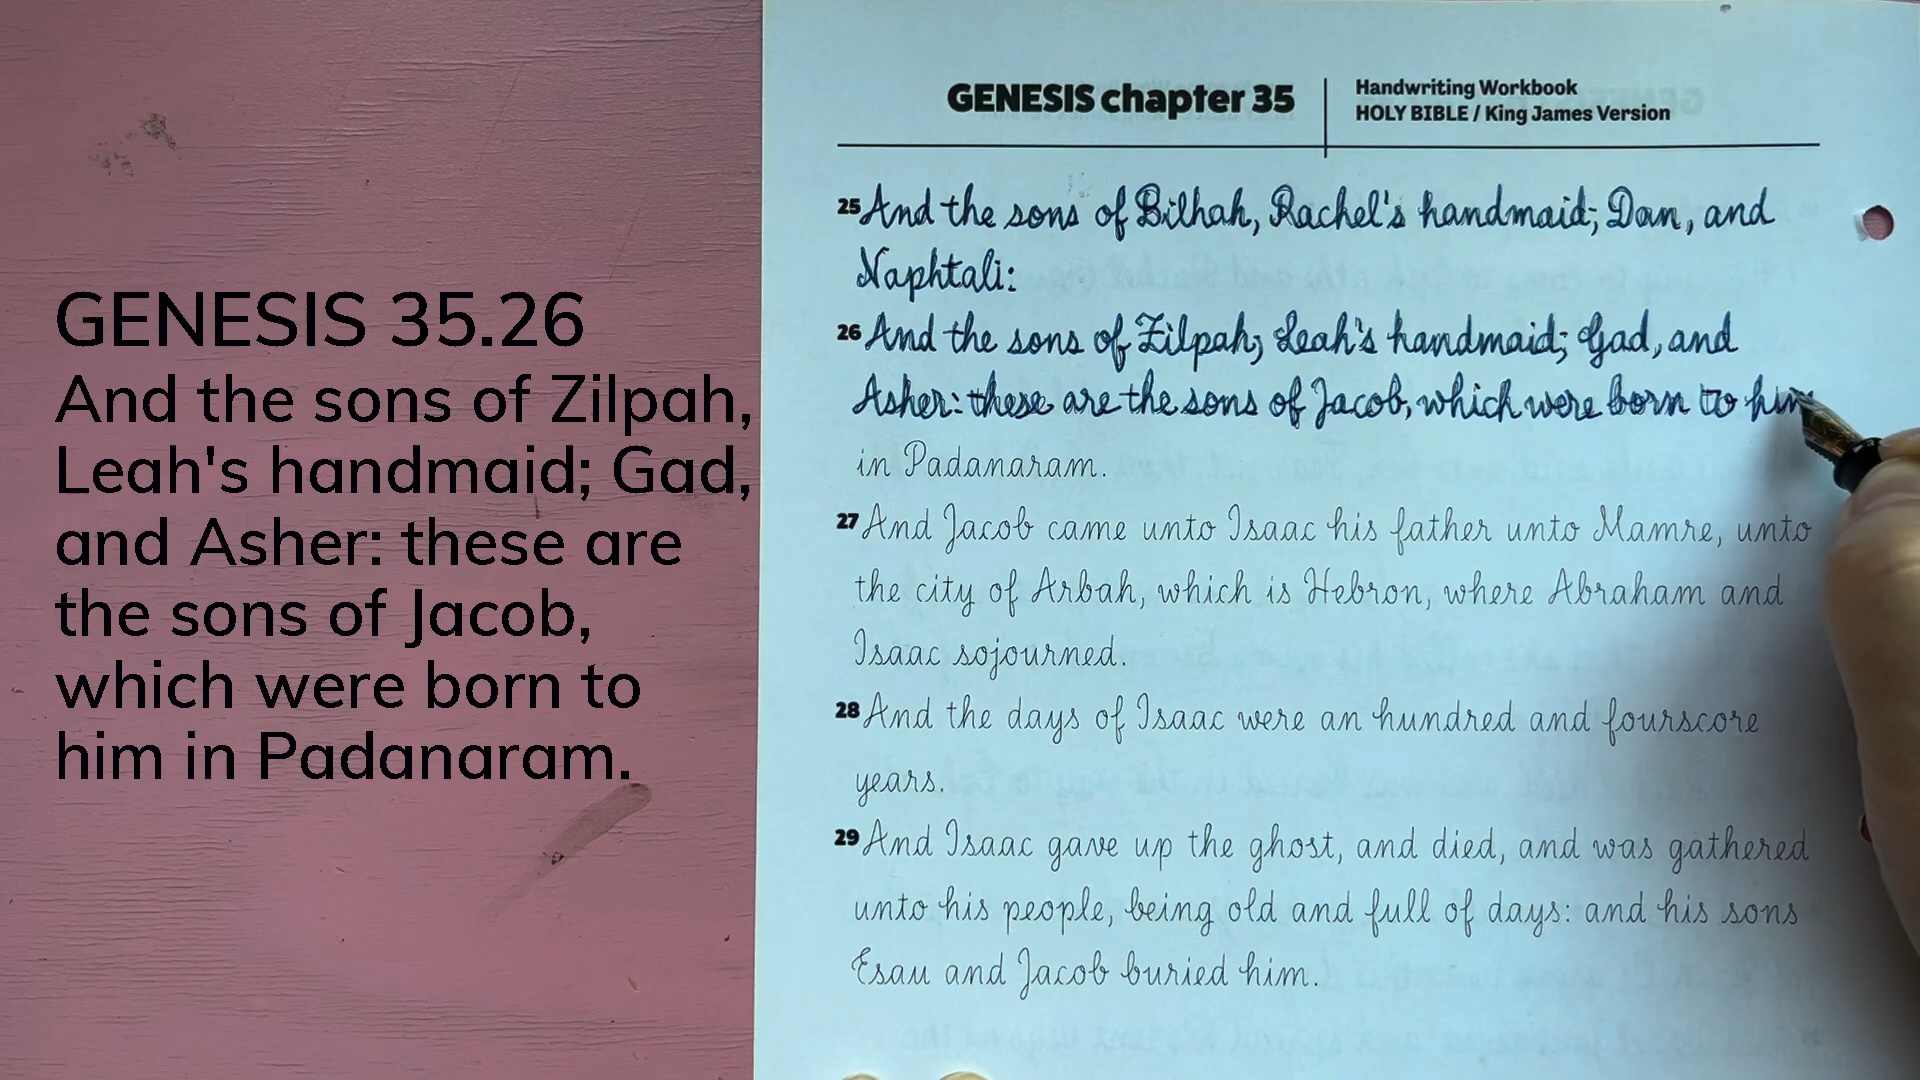 GENESIS 35.26
And the sons of Zilpah,
Leah's handmaid; Gad,
and Asher: these are
the sons of Jacob,
which were born to
him in Padanaram.
GENESIS chapter 35
Handwriting Workbook
HOLY BIBLE / King James Version
25 And the sons of Bilhah, Rachel's handmaid; Dan, and
Naphtali:
26 And the sons of Zilpah, Leah's handmaid; Gad, and
Asher: these are the sons of Jacob, which were born to him
in Padanaram.
27 And Jacob came unto Isaac his father unto Mamre, unto
the city of Arbah, which is Hebron, where Abraham and
Isaac sojourned.
28 And the days of Isaac were an hundred and fourscore
years.
29 And Isaac gave up the ghost, and died, and was gathered
unto his people, being old and full of days: and his sons
Esau and Jacob buried him.